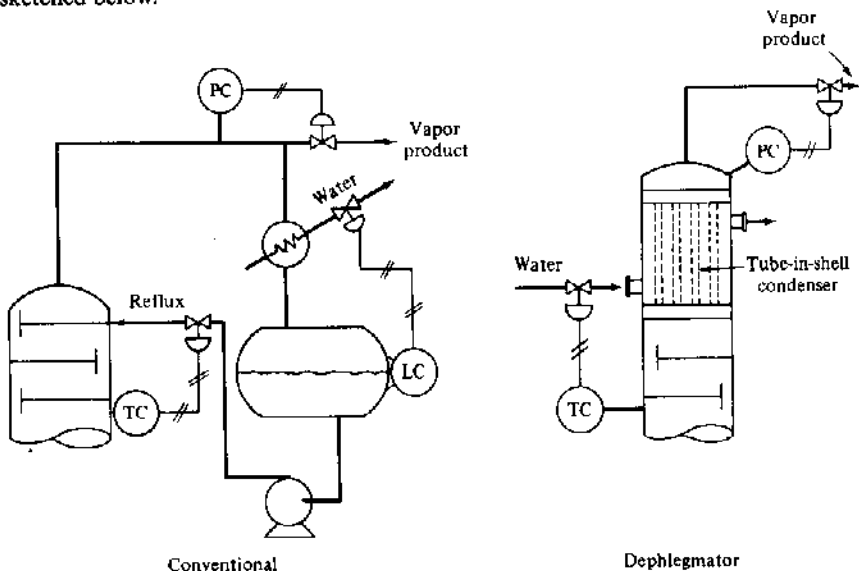 sketched below.
PC
Vapor
product
Water
Reflux
LC
TC
Conventional
Vapor
product
PC
Water
Tube-in-shell
condenser
TC
Dephlegmator